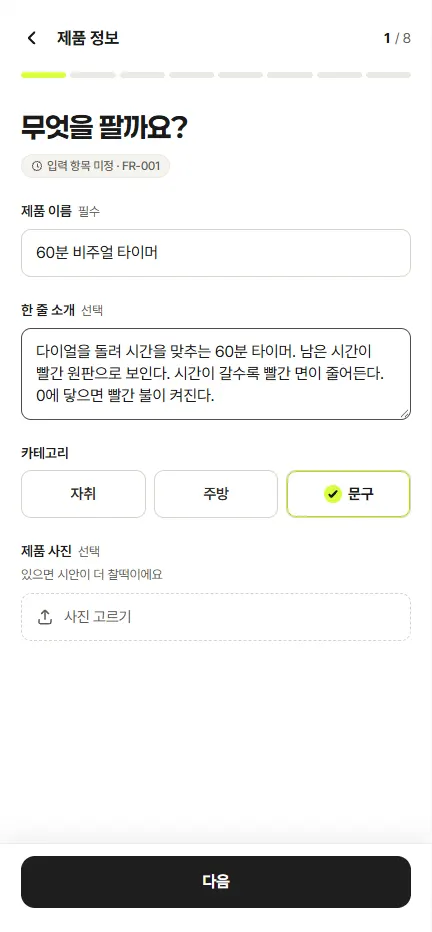 제품 정보
1 / 8
무엇을 팔까요?
입력 항목 미정 · FR-001
제품 이름 필수
60분 비주얼 타이머
한 줄 소개 선택
다이얼을 돌려 시간을 맞추는 60분 타이머. 남은 시간이
빨간 원판으로 보인다. 시간이 갈수록 빨간 면이 줄어든다.
0에 닿으면 빨간 불이 켜진다.
카테고리
자취
주방
문구
제품 사진 선택
있으면 시안이 더 찰떡이에요
사진 고르기
다음